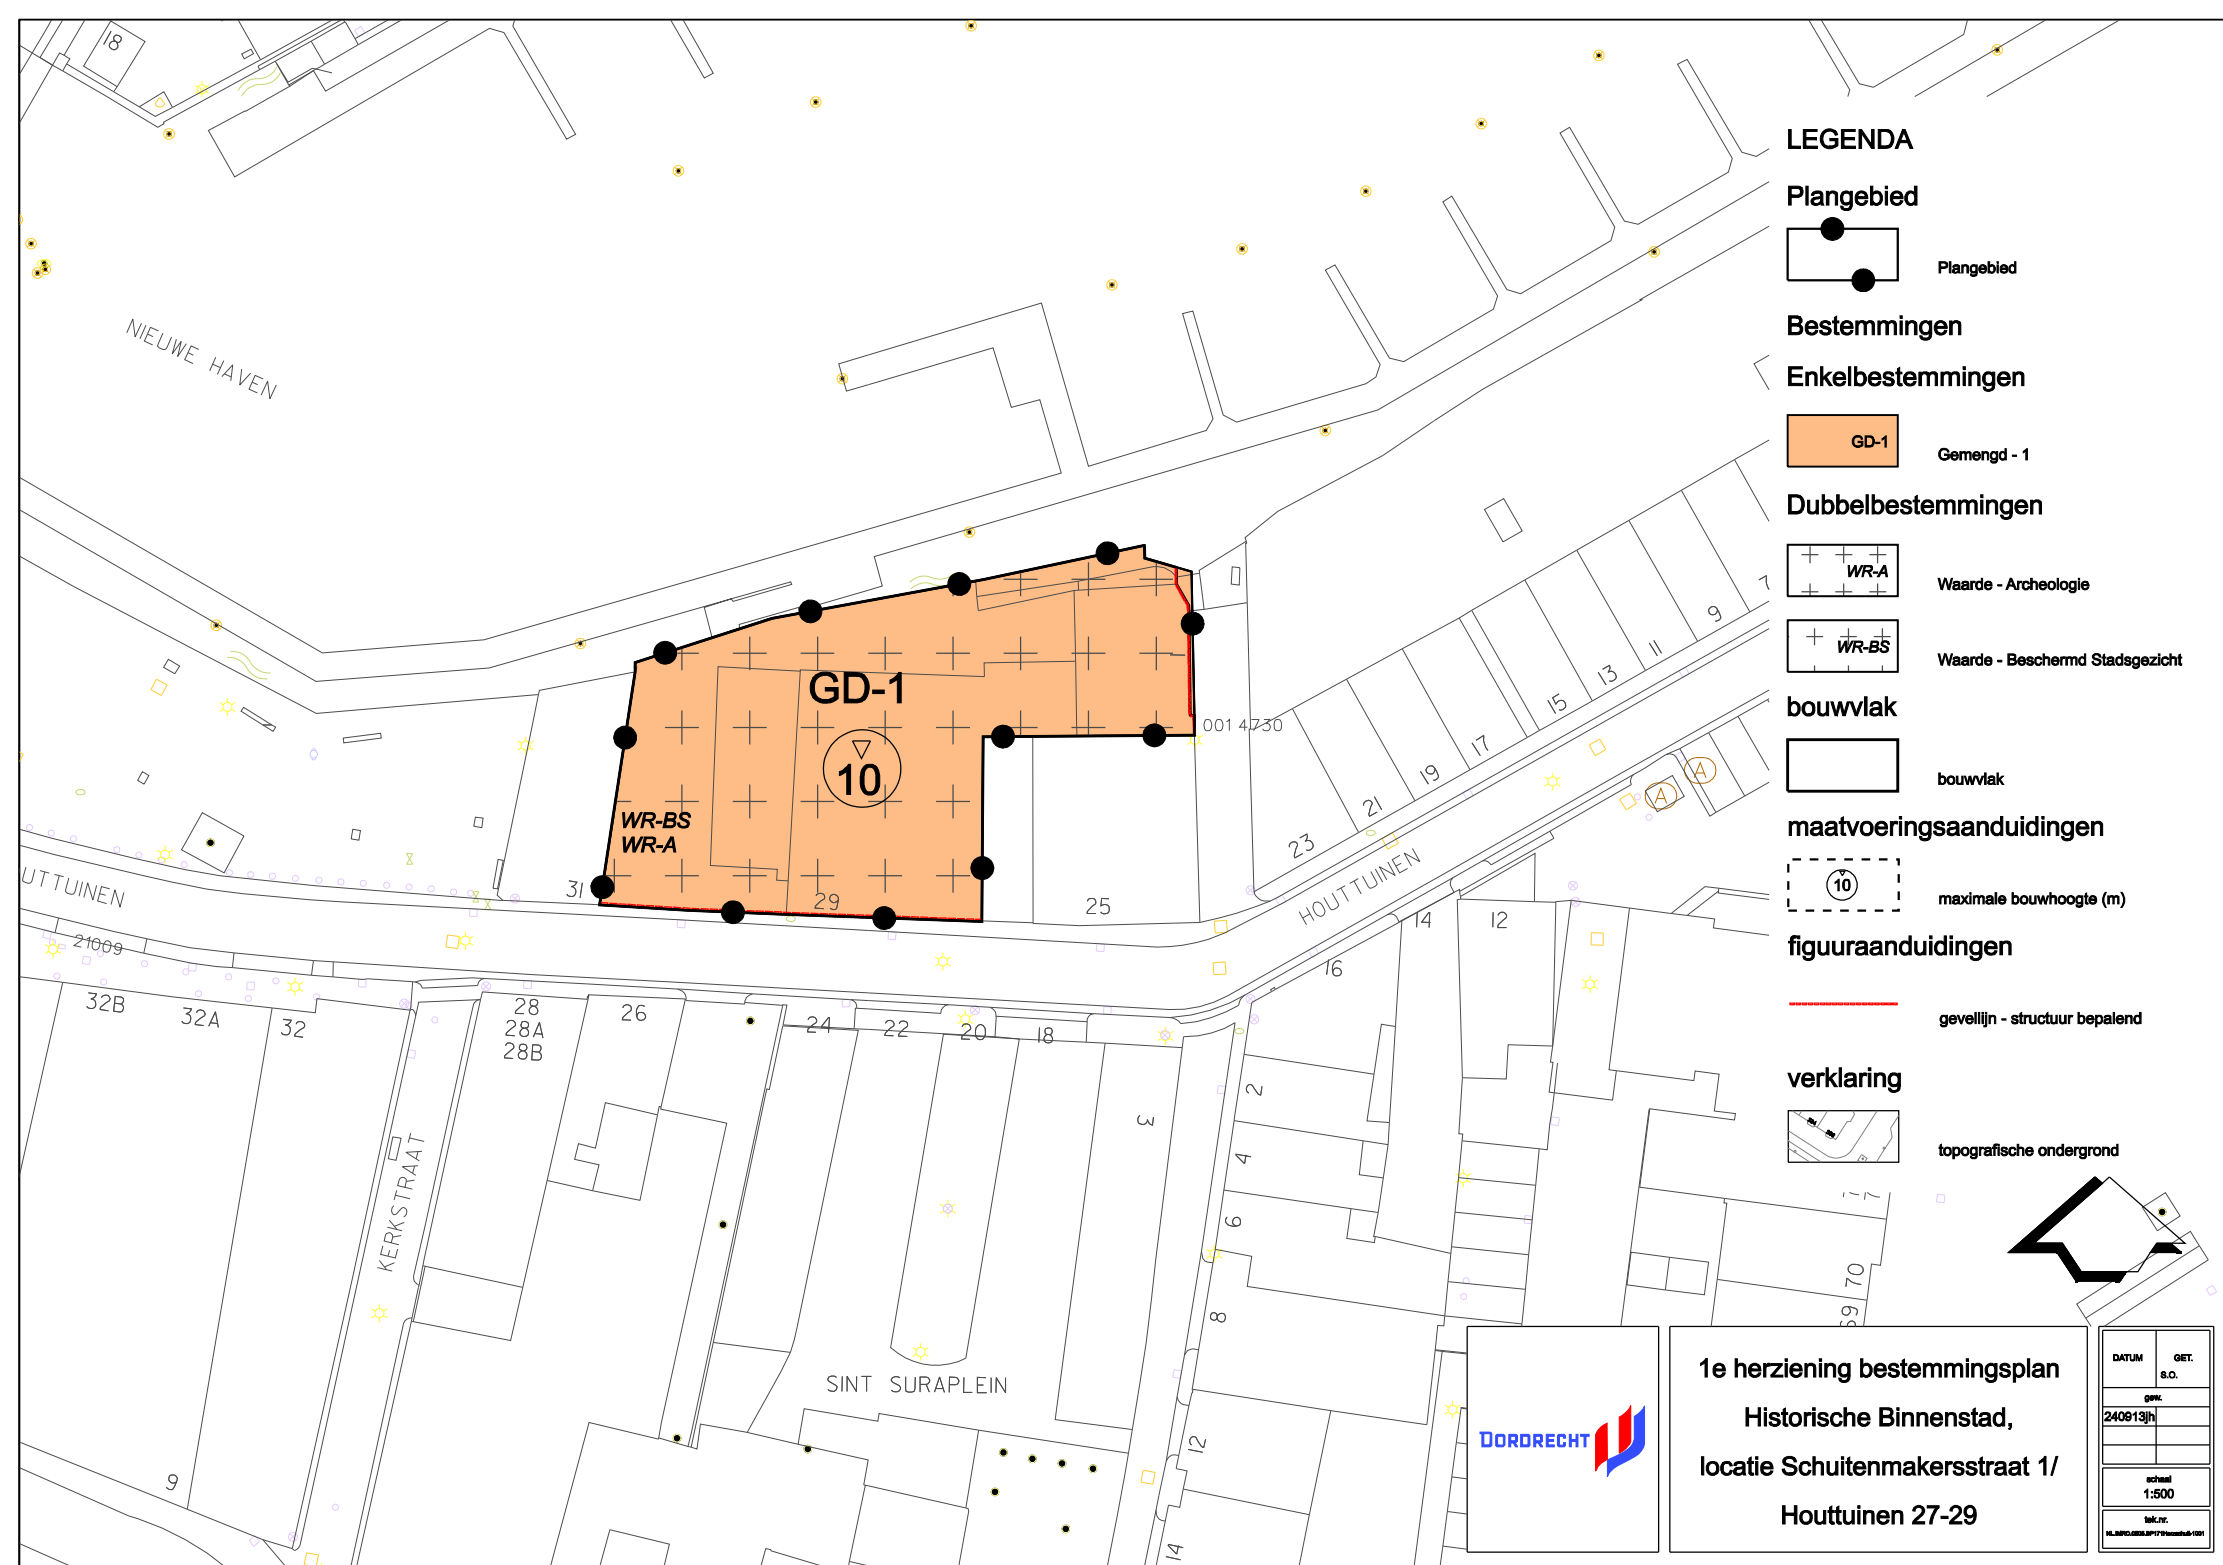 18
NIEUWE HAVEN
GD-1
10
WR-BS
WR-A
31
29
25
001 4730
23
21
19
17
15
13
11
9
7
A
A
UTTUINEN
HOUTTUINEN
21009
32B
32A
32
28
28A
28B
26
24
22
20
18
16
14
12
2
3
4
6
8
12
14
KERKSTRAAT
SINT SURAPLEIN
9
70
69
LEGENDA
Plangebied
Plangebied
Bestemmingen
Enkelbestemmingen
GD-1
Gemengd - 1
Dubbelbestemmingen
WR-A
Waarde - Archeologie
WR-BS
Waarde - Beschermd Stadsgezicht
bouwvlak
bouwvlak
maatvoeringsaanduidingen
10
maximale bouwhoogte (m)
figuuraanduidingen
gevellijn - structuur bepalend
verklaring
topografische ondergrond
DORDRECHT
1e herziening bestemmingsplan
Historische Binnenstad,
locatie Schuitenmakersstraat 1/
Houttuinen 27-29
DATUM
GET.
S.O.
gew.
240913jh
schaal
1:500
tek.nr.